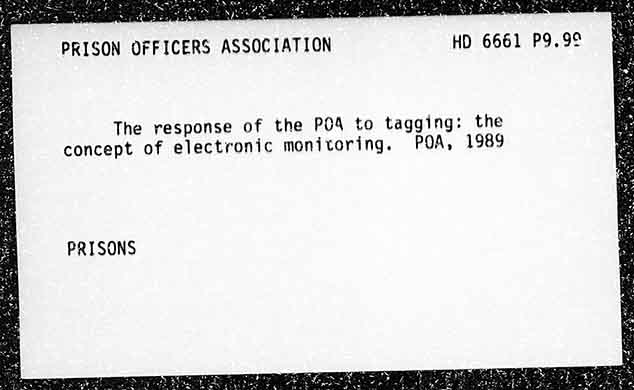 PRISON OFFICERS ASSOCIATION HD 6661 P9.99
The response of the POA to tagging: the
concept of electronic monitoring. POA, 1989
PRISONS